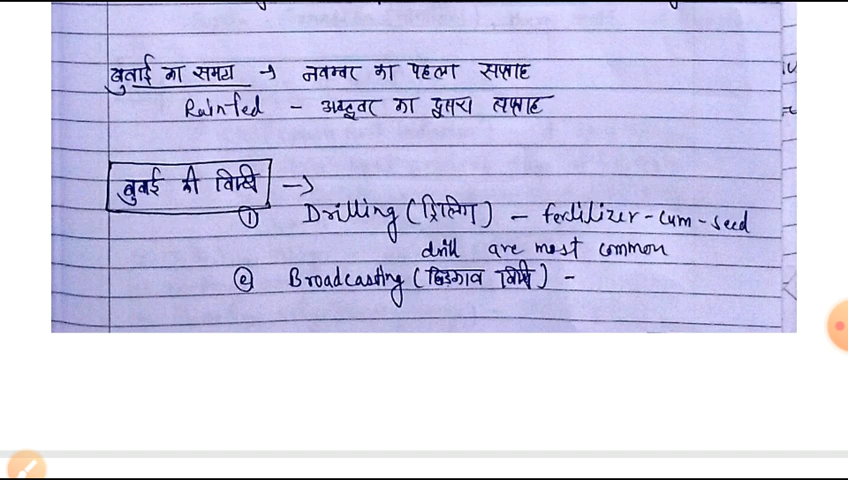 बुवाई का समय → नवम्बर का पहला सप्ताह
Rainfed - अक्टूबर का दुसरा सप्ताह
बुवाई की विधि →
① Drilling (ड्रिलिंग) - fertilizer-cum-seed
drill are most common
② Broadcasting (छिडकाव विधि) -